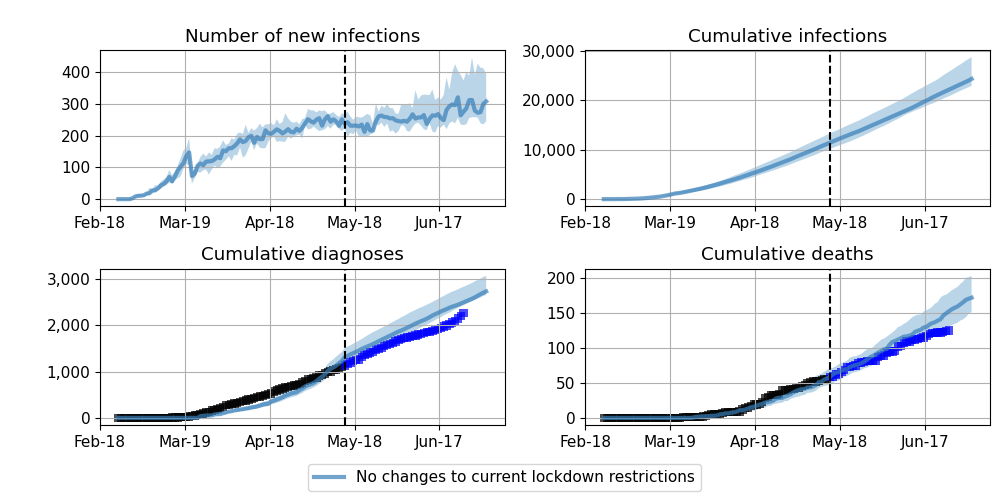 Number of new infections
400
300
200
100
0
Feb-18 Mar-19 Apr-18 May-18 Jun-17
Cumulative infections
30,000
20,000
10,000
0
Feb-18 Mar-19 Apr-18 May-18 Jun-17
Cumulative diagnoses
3,000
2,000
1,000
0
Feb-18 Mar-19 Apr-18 May-18 Jun-17
Cumulative deaths
200
150
100
50
0
Feb-18 Mar-19 Apr-18 May-18 Jun-17
No changes to current lockdown restrictions